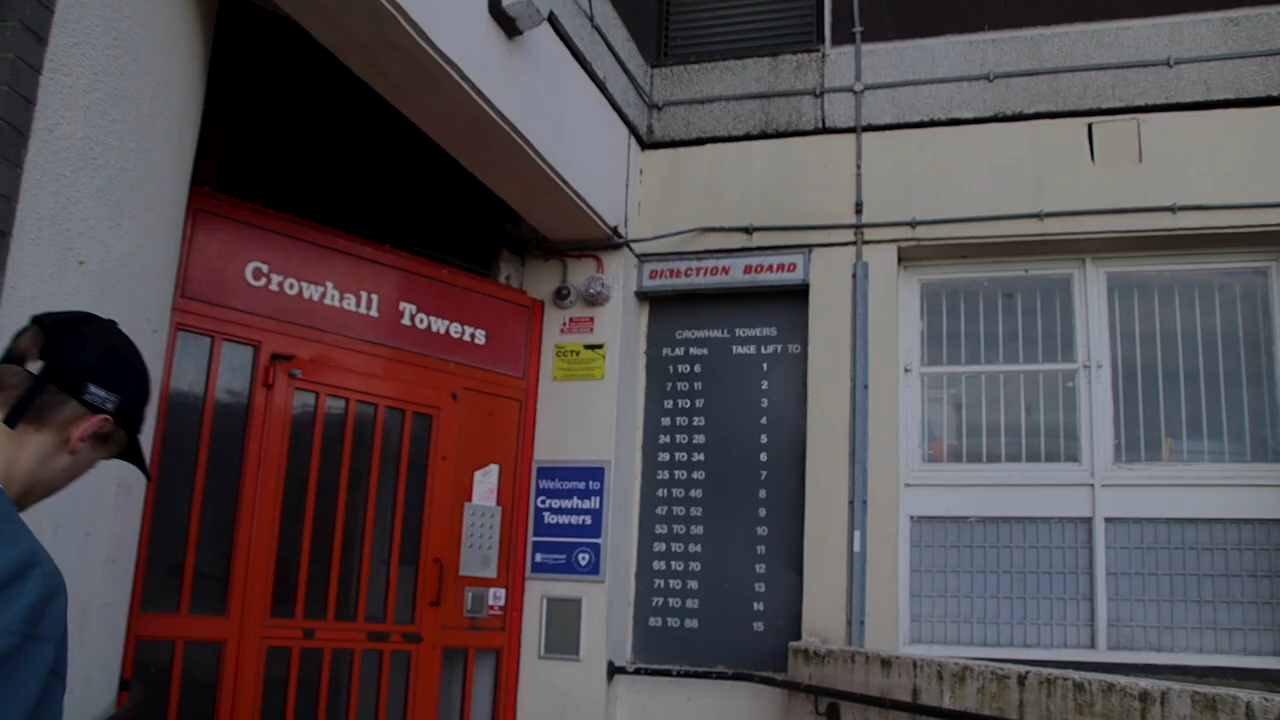 Crowhall Towers
CCTV
Welcome to
Crowhall
Towers
DIRECTION BOARD
CROWHALL TOWERS
FLAT Nos TAKE LIFT TO
1 TO 6 1
7 TO 11 2
12 TO 17 3
18 TO 23 4
24 TO 28 5
29 TO 34 6
35 TO 40 7
41 TO 46 8
47 TO 52 9
53 TO 58 10
59 TO 64 11
65 TO 70 12
71 TO 76 13
77 TO 82 14
83 TO 88 15